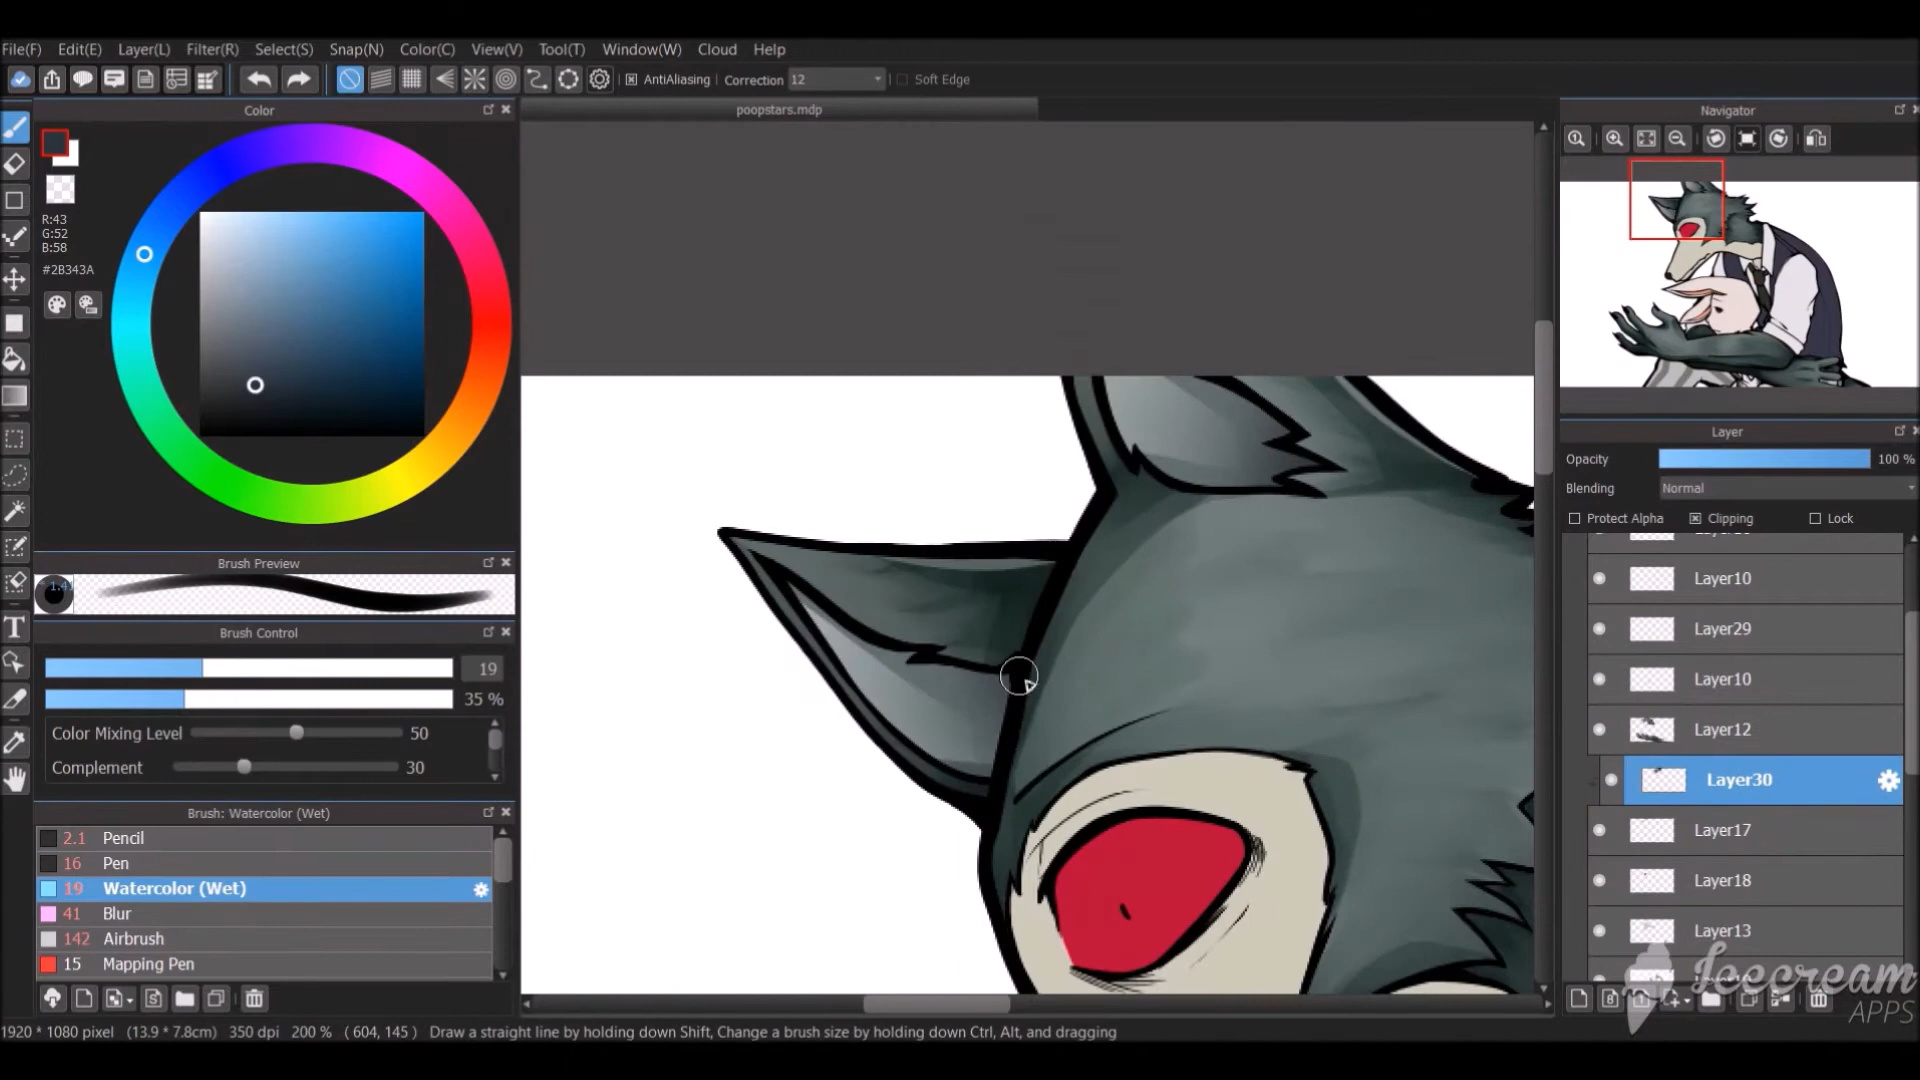 File(F) Edit(E) Layer(L) Filter(R) Select(S) Snap(N) Color(C) View(V) Tool(T) Window(W) Cloud Help
AntiAliasing Correction 12 Soft Edge
Color
poopstars.mdp
Navigator
R:43
G:52
B:58
#2B343A
Layer
Opacity 100 %
Blending Normal
Protect Alpha Clipping Lock
Layer10
Layer29
Layer10
Layer12
Layer30
Layer17
Layer18
Layer13
Brush Preview
Brush Control
19
35 %
Color Mixing Level 50
Complement 30
Brush: Watercolor (Wet)
2.1 Pencil
16 Pen
19 Watercolor (Wet)
41 Blur
142 Airbrush
15 Mapping Pen
Icecream
APPS
1920 * 1080 pixel (13.9 * 7.8cm) 350 dpi 200 % ( 604, 145 ) Draw a straight line by holding down Shift, Change a brush size by holding down Ctrl, Alt, and dragging